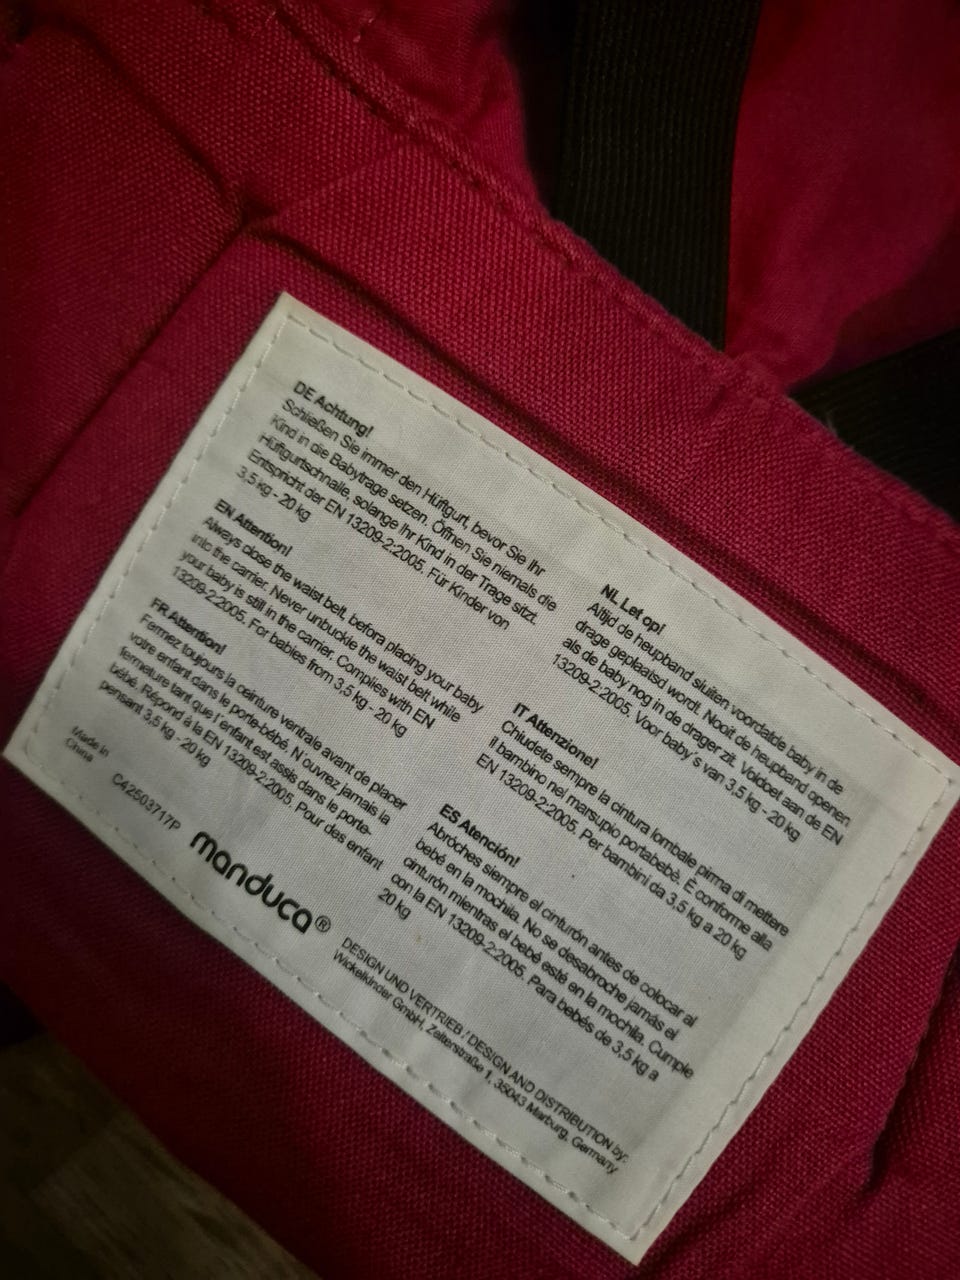 DE Achtung!
Schließen Sie immer den Hüftgurt, bevor Sie Ihr
Kind in die Babytrage setzen. Öffnen Sie niemals die
Hüftgurtschnalle, solange Ihr Kind in der Trage sitzt.
Entspricht der EN 13209-2:2005. Für Kinder von
3,5 kg - 20 kg
EN Attention!
Always close the waist belt, before placing your baby
into the carrier. Never unbuckle the waist belt while
your baby is still in the carrier. Complies with EN
13209-2:2005. For babies from 3,5 kg - 20 kg
FR Attention!
Fermez toujours la ceinture ventrale avant de placer
votre enfant dans le porte-bébé. N'ouvrez jamais la
fermeture tant que l'enfant est assis dans le porte-
bébé. Répond à la EN 13209-2:2005. Pour des enfant
pensant 3,5 kg - 20 kg
NL Let op!
Altijd de heupband sluiten voordatde baby in de
drage geplaatsd wordt. Nooit de heupband openen
als de baby nog in de drager zit. Voldoet aan de EN
13209-2:2005. Voor baby's van 3,5 kg - 20 kg
IT Attenzione!
Chiudete sempre la cintura lombale pirma di mettere
il bambino nel marsupio portabebé. È conforme alla
EN 13209-2:2005. Per bambini da 3,5 kg a 20 kg
ES Atención!
Abróches siempre el cinturón antes de colocar al
bebé en la mochila. No se desabroche jamás el
cinturón mientras el bebé esté en la mochila. Cumple
con la EN 13209-2:2005. Para bebés de 3,5 kg a
20 kg
Made in
China
C42503717P
manduca®
DESIGN UND VERTRIEB / DESIGN AND DISTRIBUTION by:
Wickelkinder GmbH, Zeiterstraße 1, 35043 Marburg, Germany